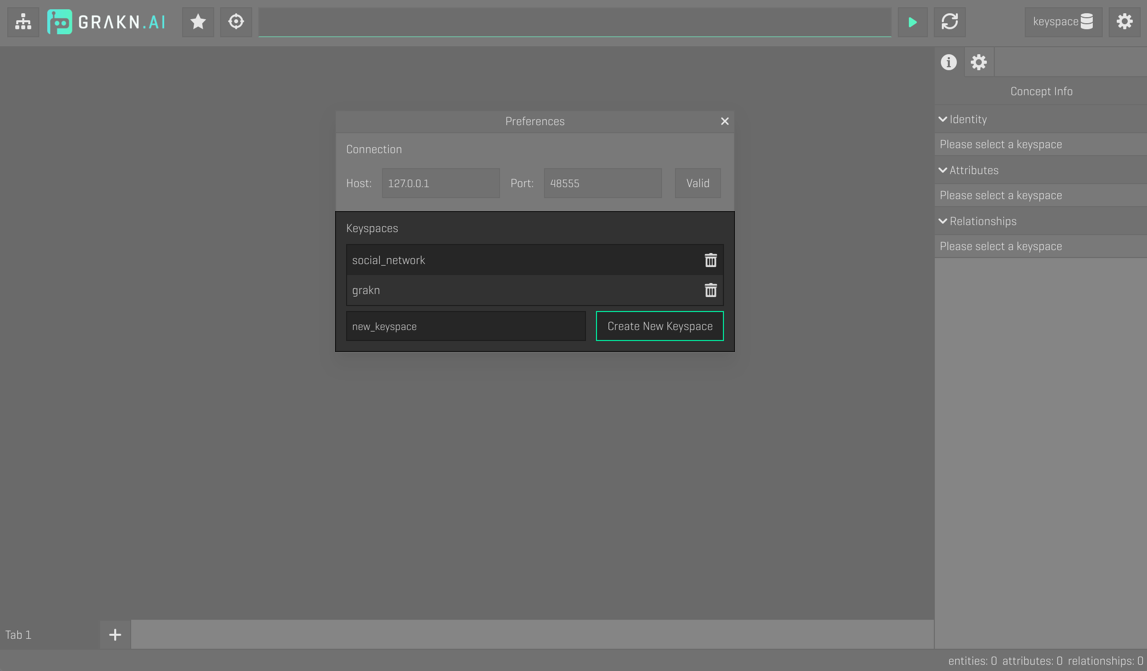 GRAKN.AI
keyspace
Preferences
Connection
Host: 127.0.0.1 Port: 48555 Valid
Keyspaces
social_network
grakn
new_keyspace Create New Keyspace
Concept Info
Identity
Please select a keyspace
Attributes
Please select a keyspace
Relationships
Please select a keyspace
Tab 1
entities: 0 attributes: 0 relationships: 0